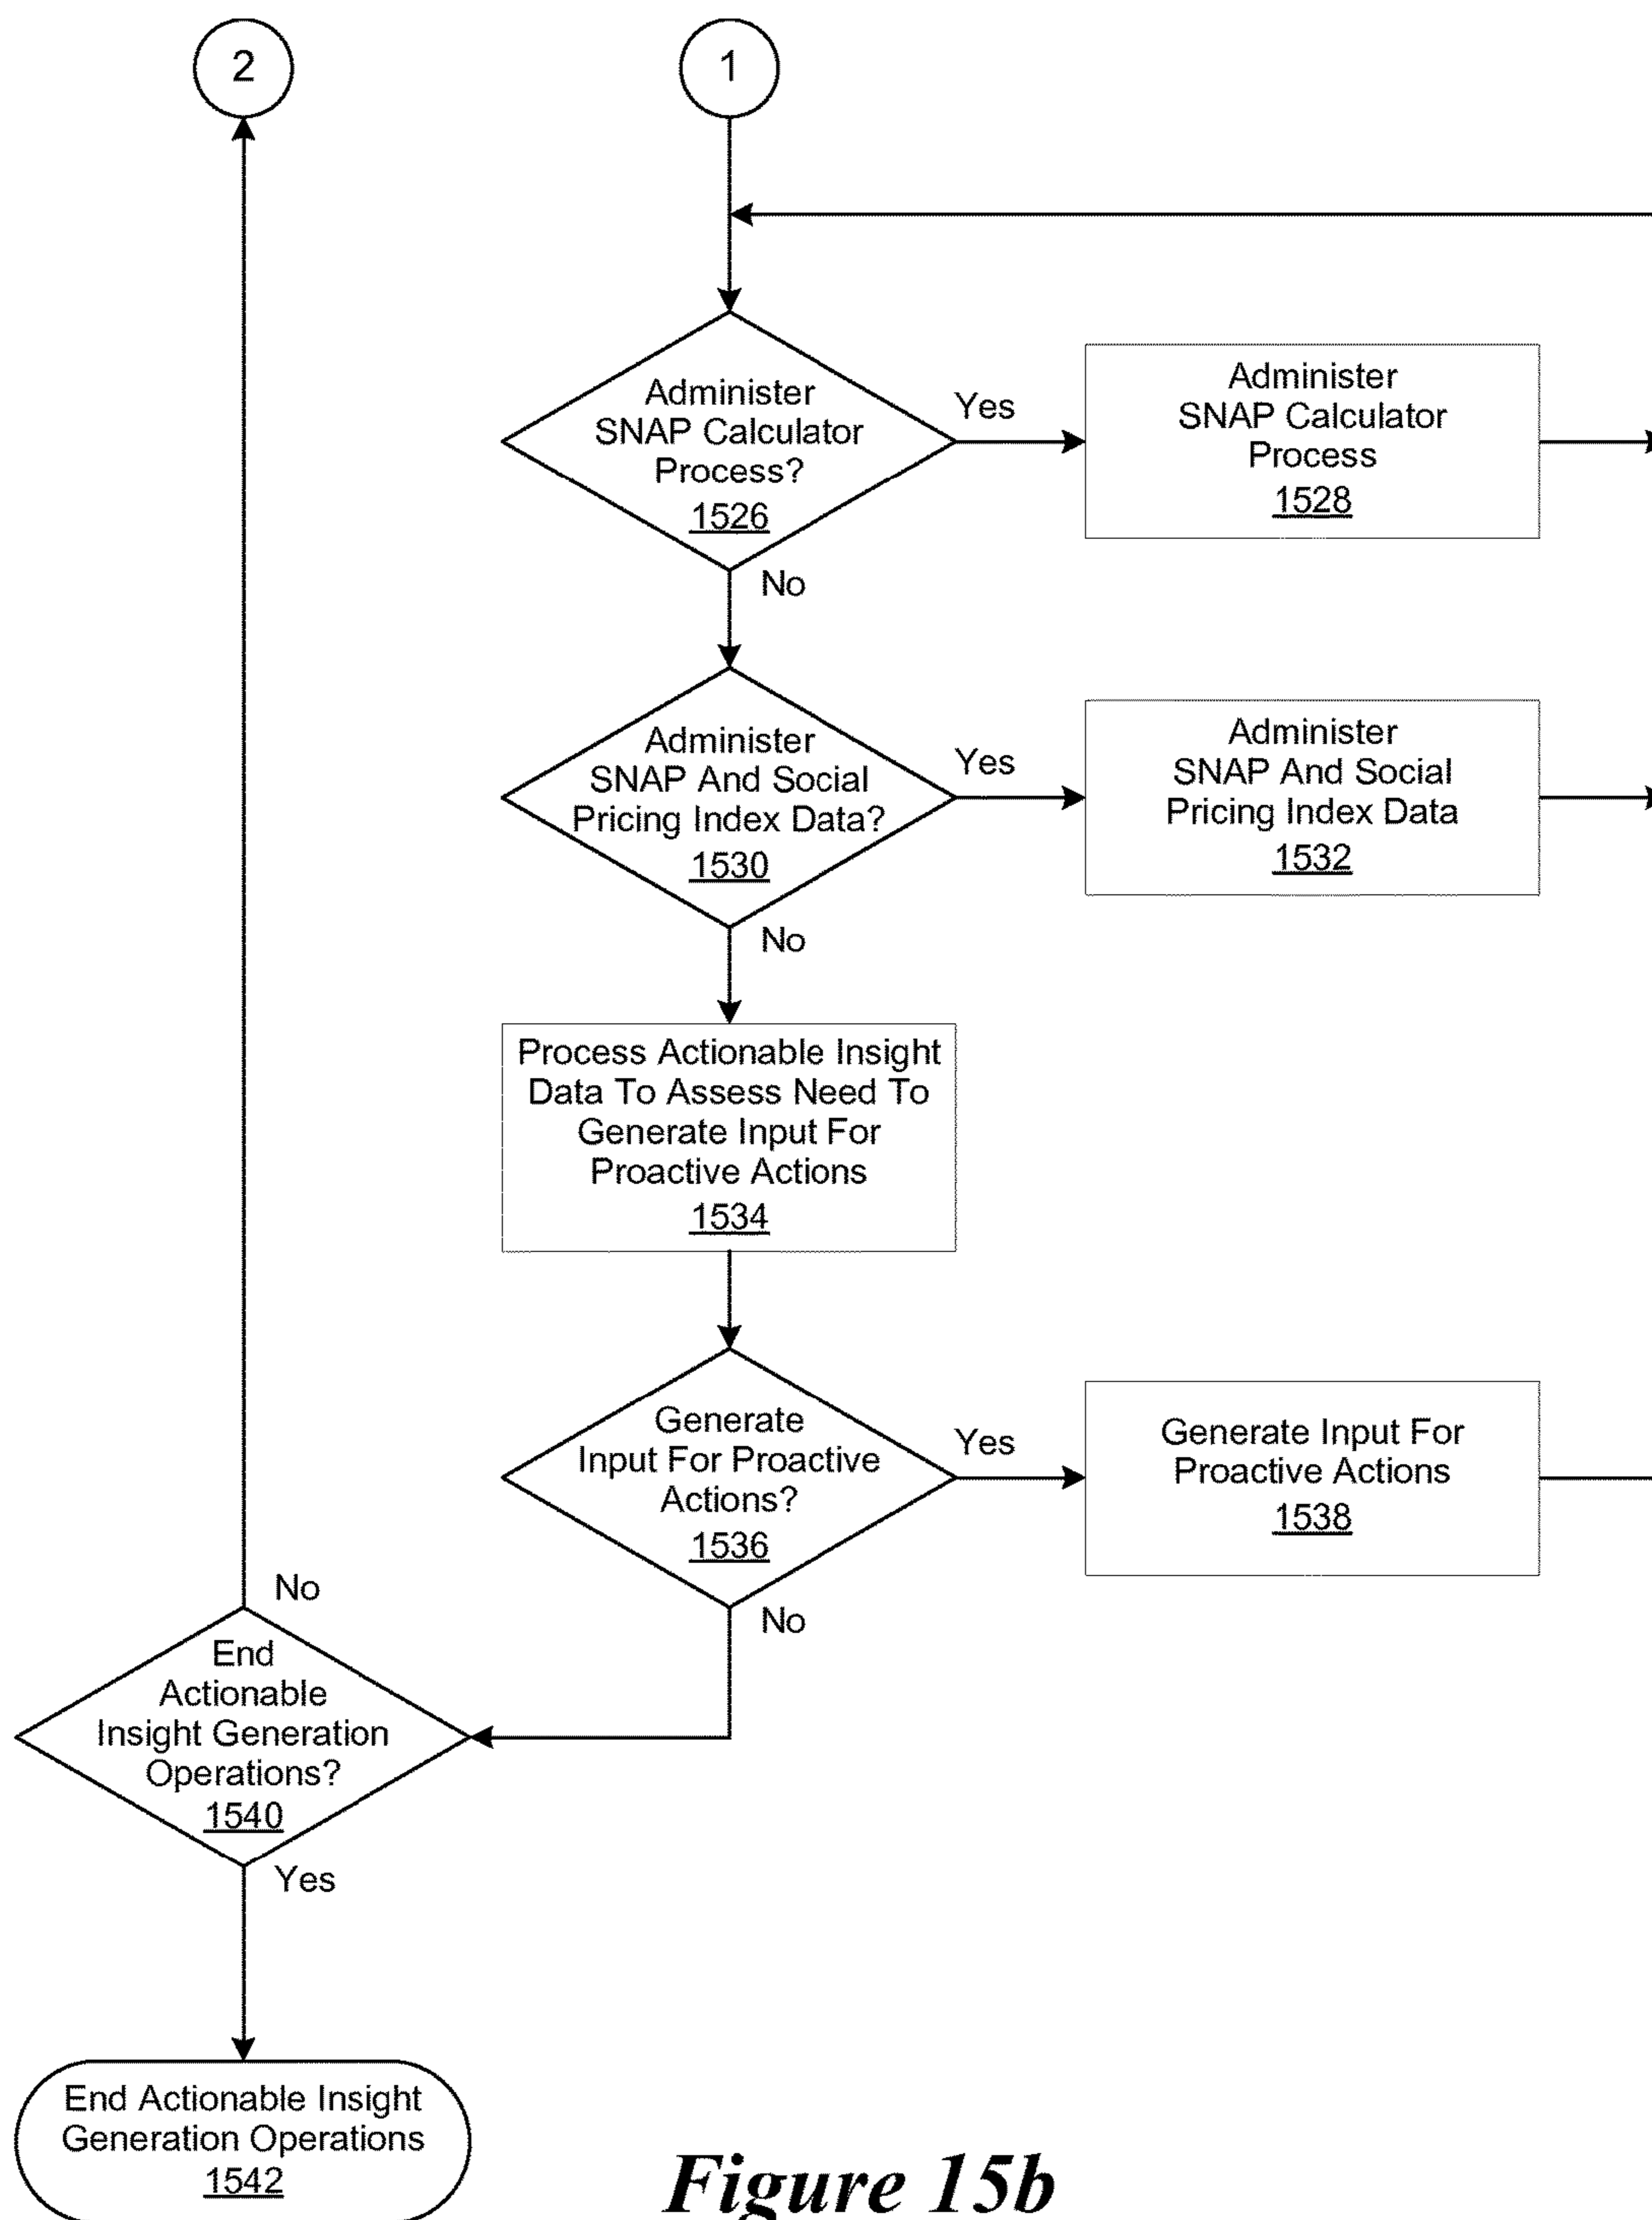 2
1
Administer
SNAP Calculator
Process?
1526
Yes
No
Administer
SNAP Calculator
Process
1528
Administer
SNAP And Social
Pricing Index Data?
1530
Yes
No
Administer
SNAP And Social
Pricing Index Data
1532
Process Actionable Insight
Data To Assess Need To
Generate Input For
Proactive Actions
1534
Generate
Input For Proactive
Actions?
1536
Yes
No
Generate Input For
Proactive Actions
1538
No
End
Actionable
Insight Generation
Operations?
1540
Yes
End Actionable Insight
Generation Operations
1542
Figure 15b